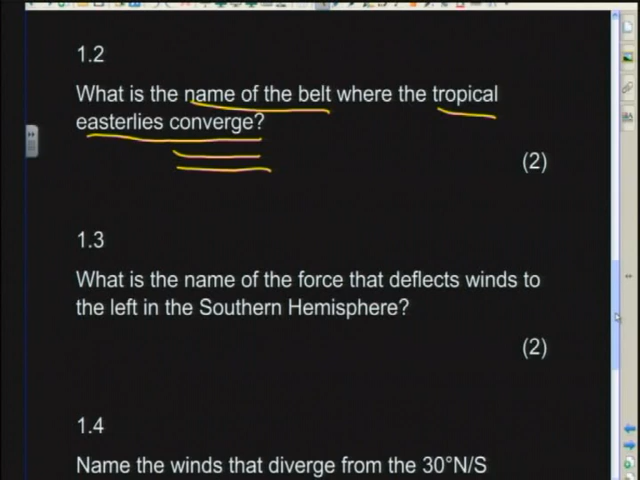 1.2
What is the name of the belt where the tropical
easterlies converge?
(2)
1.3
What is the name of the force that deflects winds to
the left in the Southern Hemisphere?
(2)
1.4
Name the winds that diverge from the 30°N/S